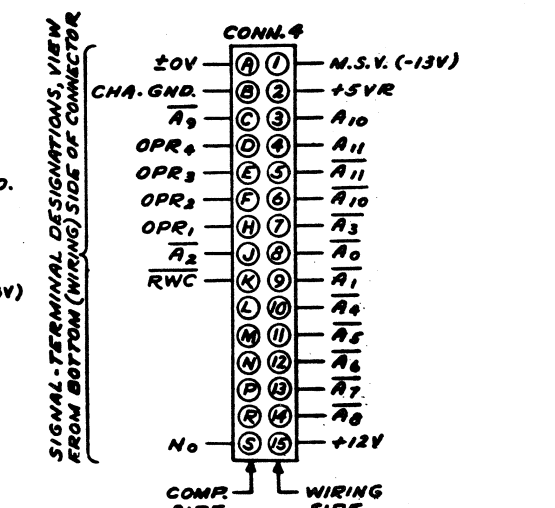 CONN. 4
±0V A 1 M.S.V. (-13V)
CHA. GND. B 2 +5VR
A̅₉ C 3 A₁₀
OPR₄ D 4 A₁₁
OPR₃ E 5 A̅₁₁
OPR₂ F 6 A̅₁₀
OPR₁ H 7 A̅₃
A̅₂ J 8 A̅₀
R̅W̅C̅ K 9 A̅₁
L 10 A̅₄
M 11 A̅₅
N 12 A̅₆
P 13 A̅₇
R 14 A̅₈
N₀ S 15 +12V
COMP. WIRING
SIDE SIDE
SIGNAL-TERMINAL DESIGNATIONS, VIEW
FROM BOTTOM (WIRING) SIDE OF CONNECTOR
D.
V)